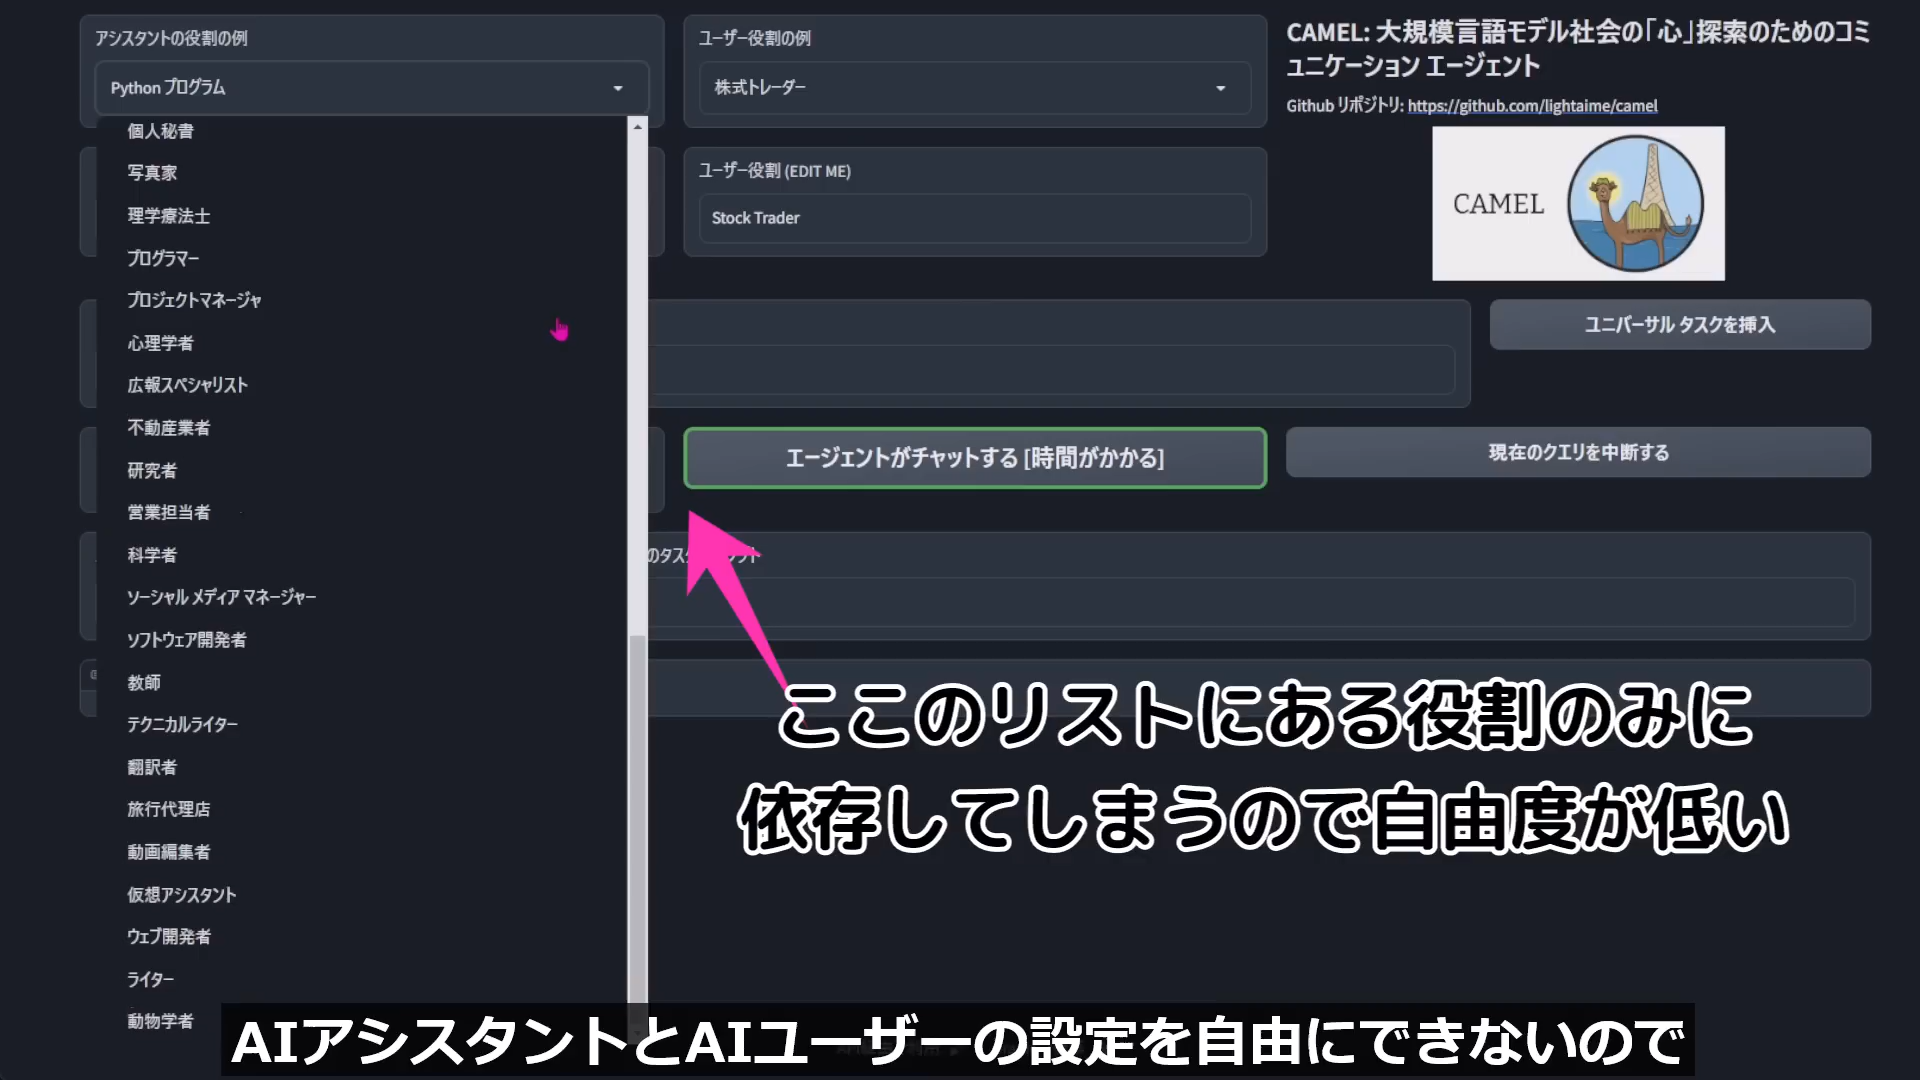 アシスタントの役割の例
Python プログラム
個人秘書
写真家
理学療法士
プログラマー
プロジェクトマネージャ
心理学者
広報スペシャリスト
不動産業者
研究者
営業担当者
科学者
ソーシャル メディア マネージャー
ソフトウェア開発者
教師
テクニカルライター
翻訳者
旅行代理店
動画編集者
仮想アシスタント
ウェブ開発者
ライター
動物学者
ユーザー役割の例
株式トレーダー
ユーザー役割 (EDIT ME)
Stock Trader
CAMEL: 大規模言語モデル社会の「心」探索のためのコミ
ュニケーション エージェント
Github リポジトリ: https://github.com/lightaime/camel
CAMEL
ユニバーサル タスクを挿入
エージェントがチャットする [時間がかかる]
現在のクエリを中断する
のタス
ここのリストにある役割のみに
依存してしまうので自由度が低い
AIアシスタントとAIユーザーの設定を自由にできないので